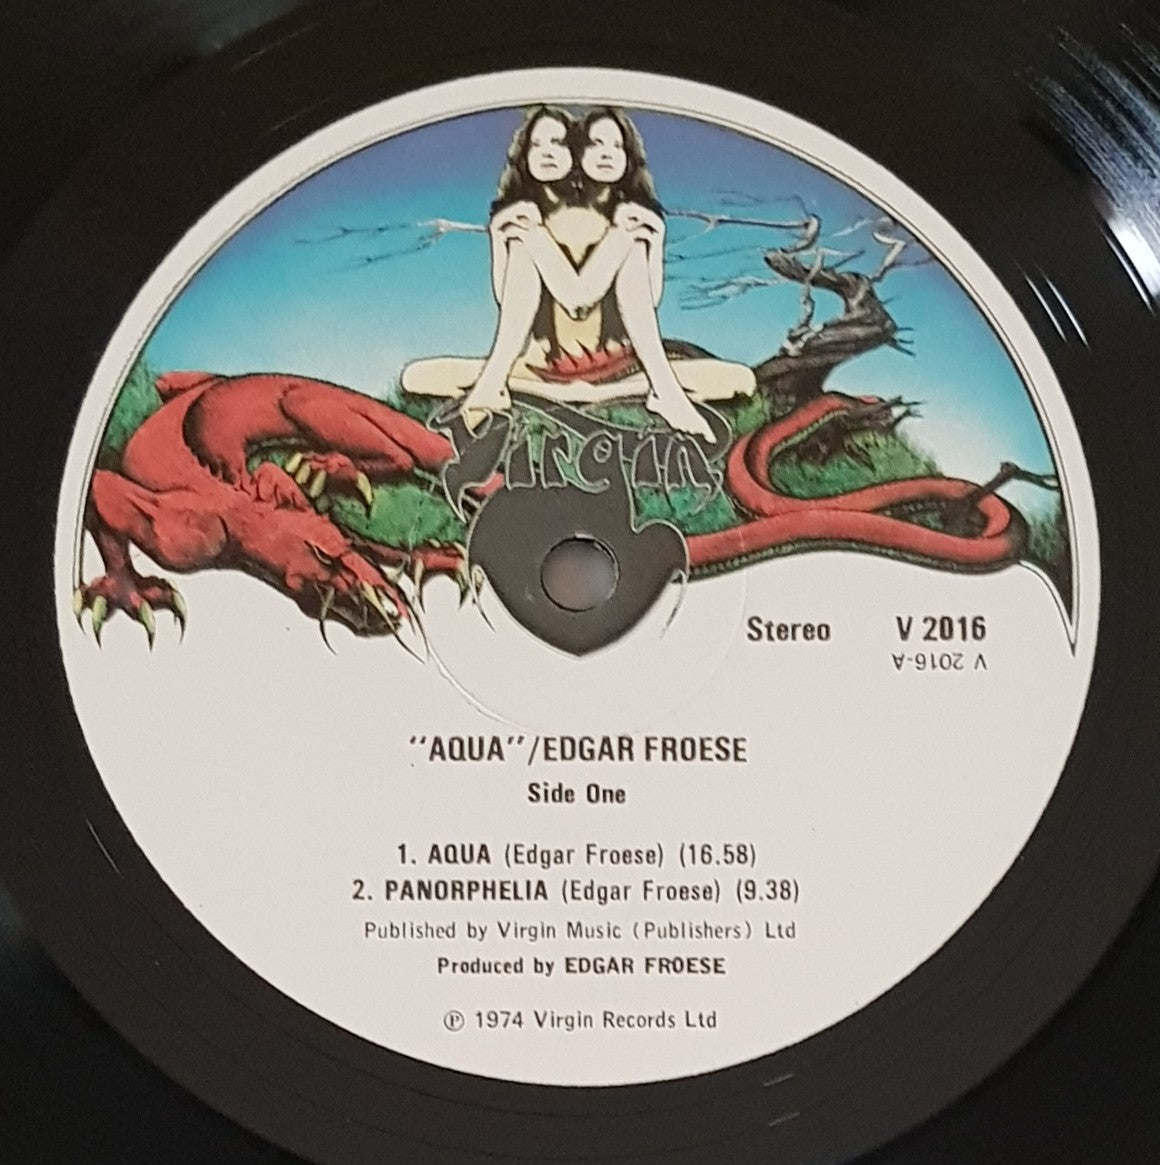 Virgin
Stereo V 2016
V 2016-A
"AQUA"/EDGAR FROESE
Side One
1. AQUA (Edgar Froese) (16.58)
2. PANORPHELIA (Edgar Froese) (9.38)
Published by Virgin Music (Publishers) Ltd
Produced by EDGAR FROESE
℗ 1974 Virgin Records Ltd